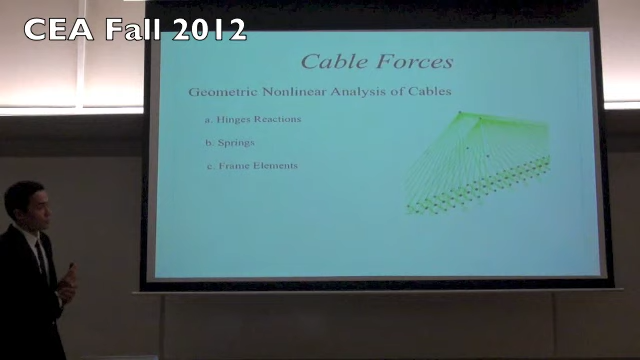 CEA Fall 2012
Cable Forces
Geometric Nonlinear Analysis of Cables
a. Hinges Reactions
b. Springs
c. Frame Elements